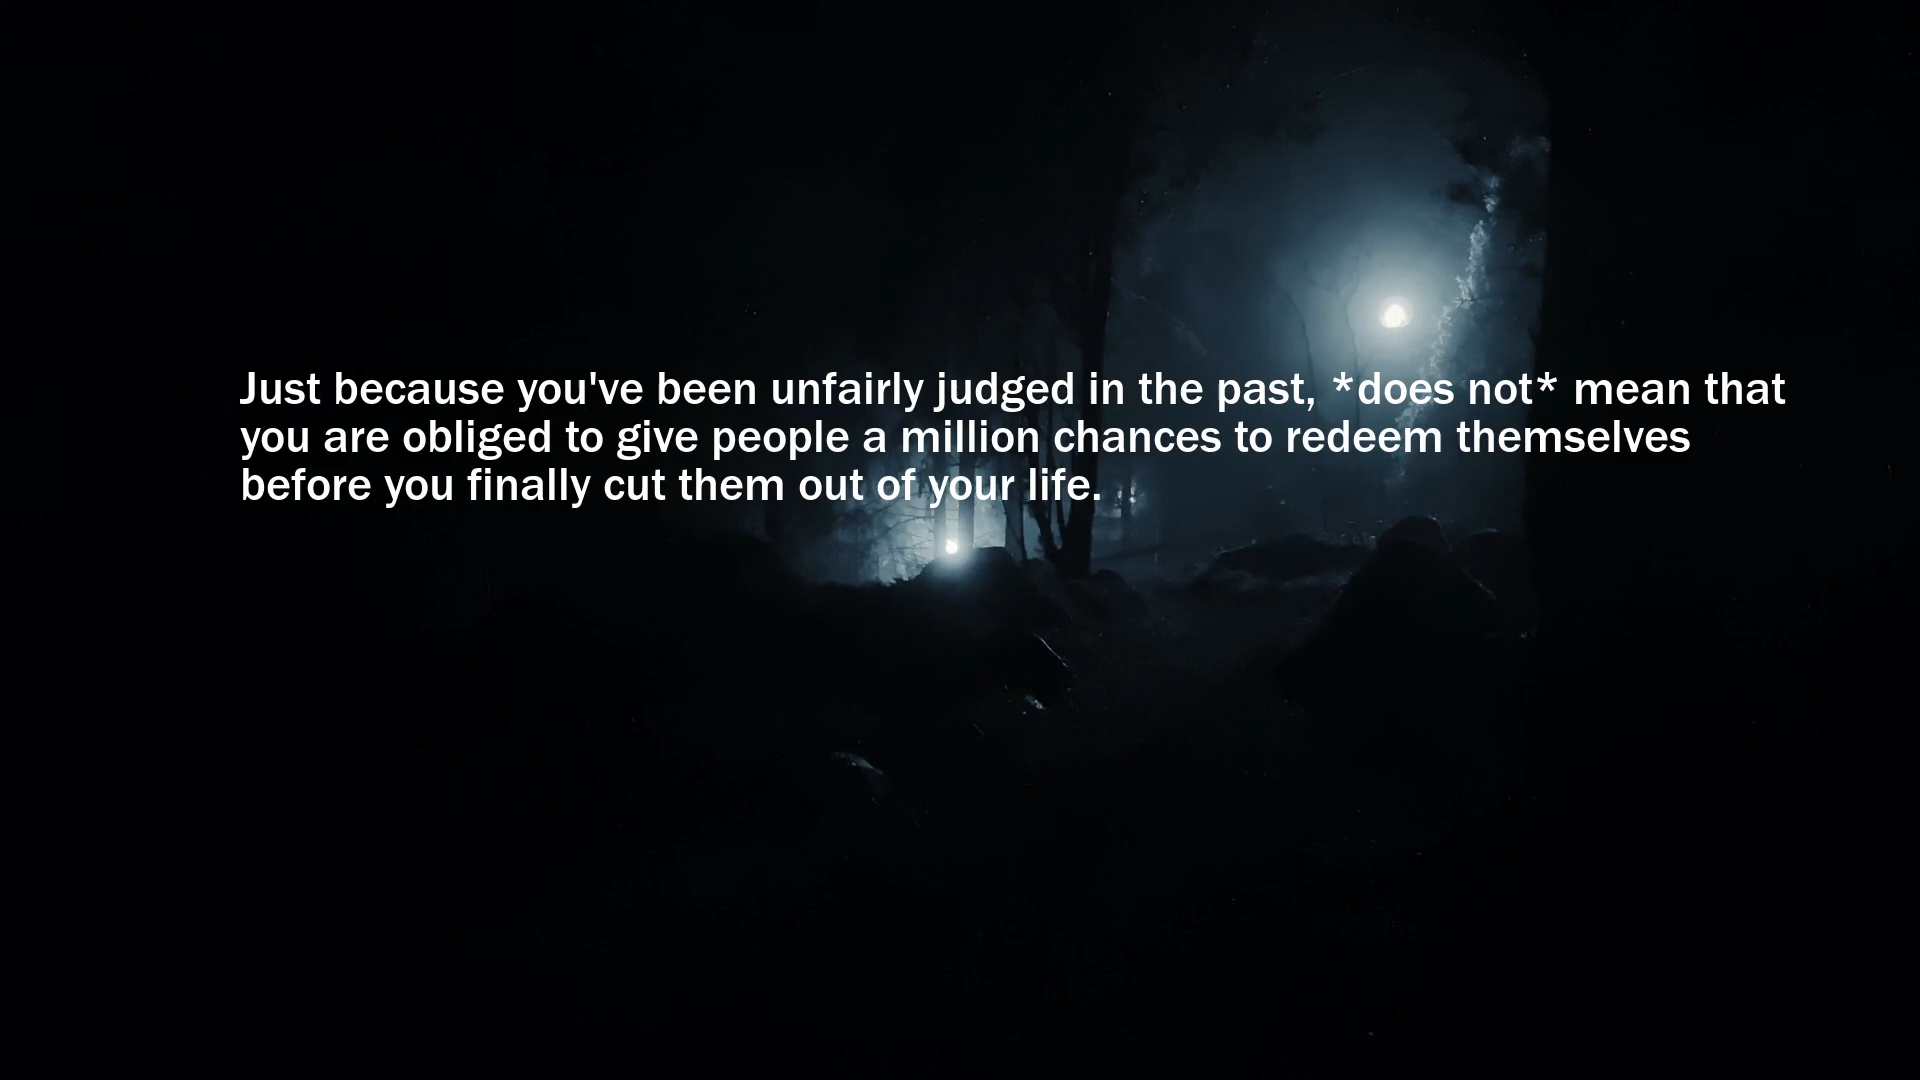 Just because you've been unfairly judged in the past, *does not* mean that
you are obliged to give people a million chances to redeem themselves
before you finally cut them out of your life.